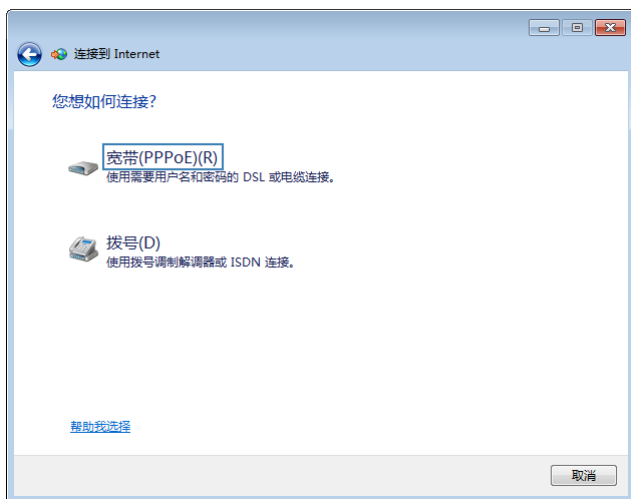 连接到 Internet
您想如何连接?
宽带(PPPoE)(R)
使用需要用户名和密码的 DSL 或电缆连接。
拨号(D)
使用拨号调制解调器或 ISDN 连接。
帮助我选择
取消